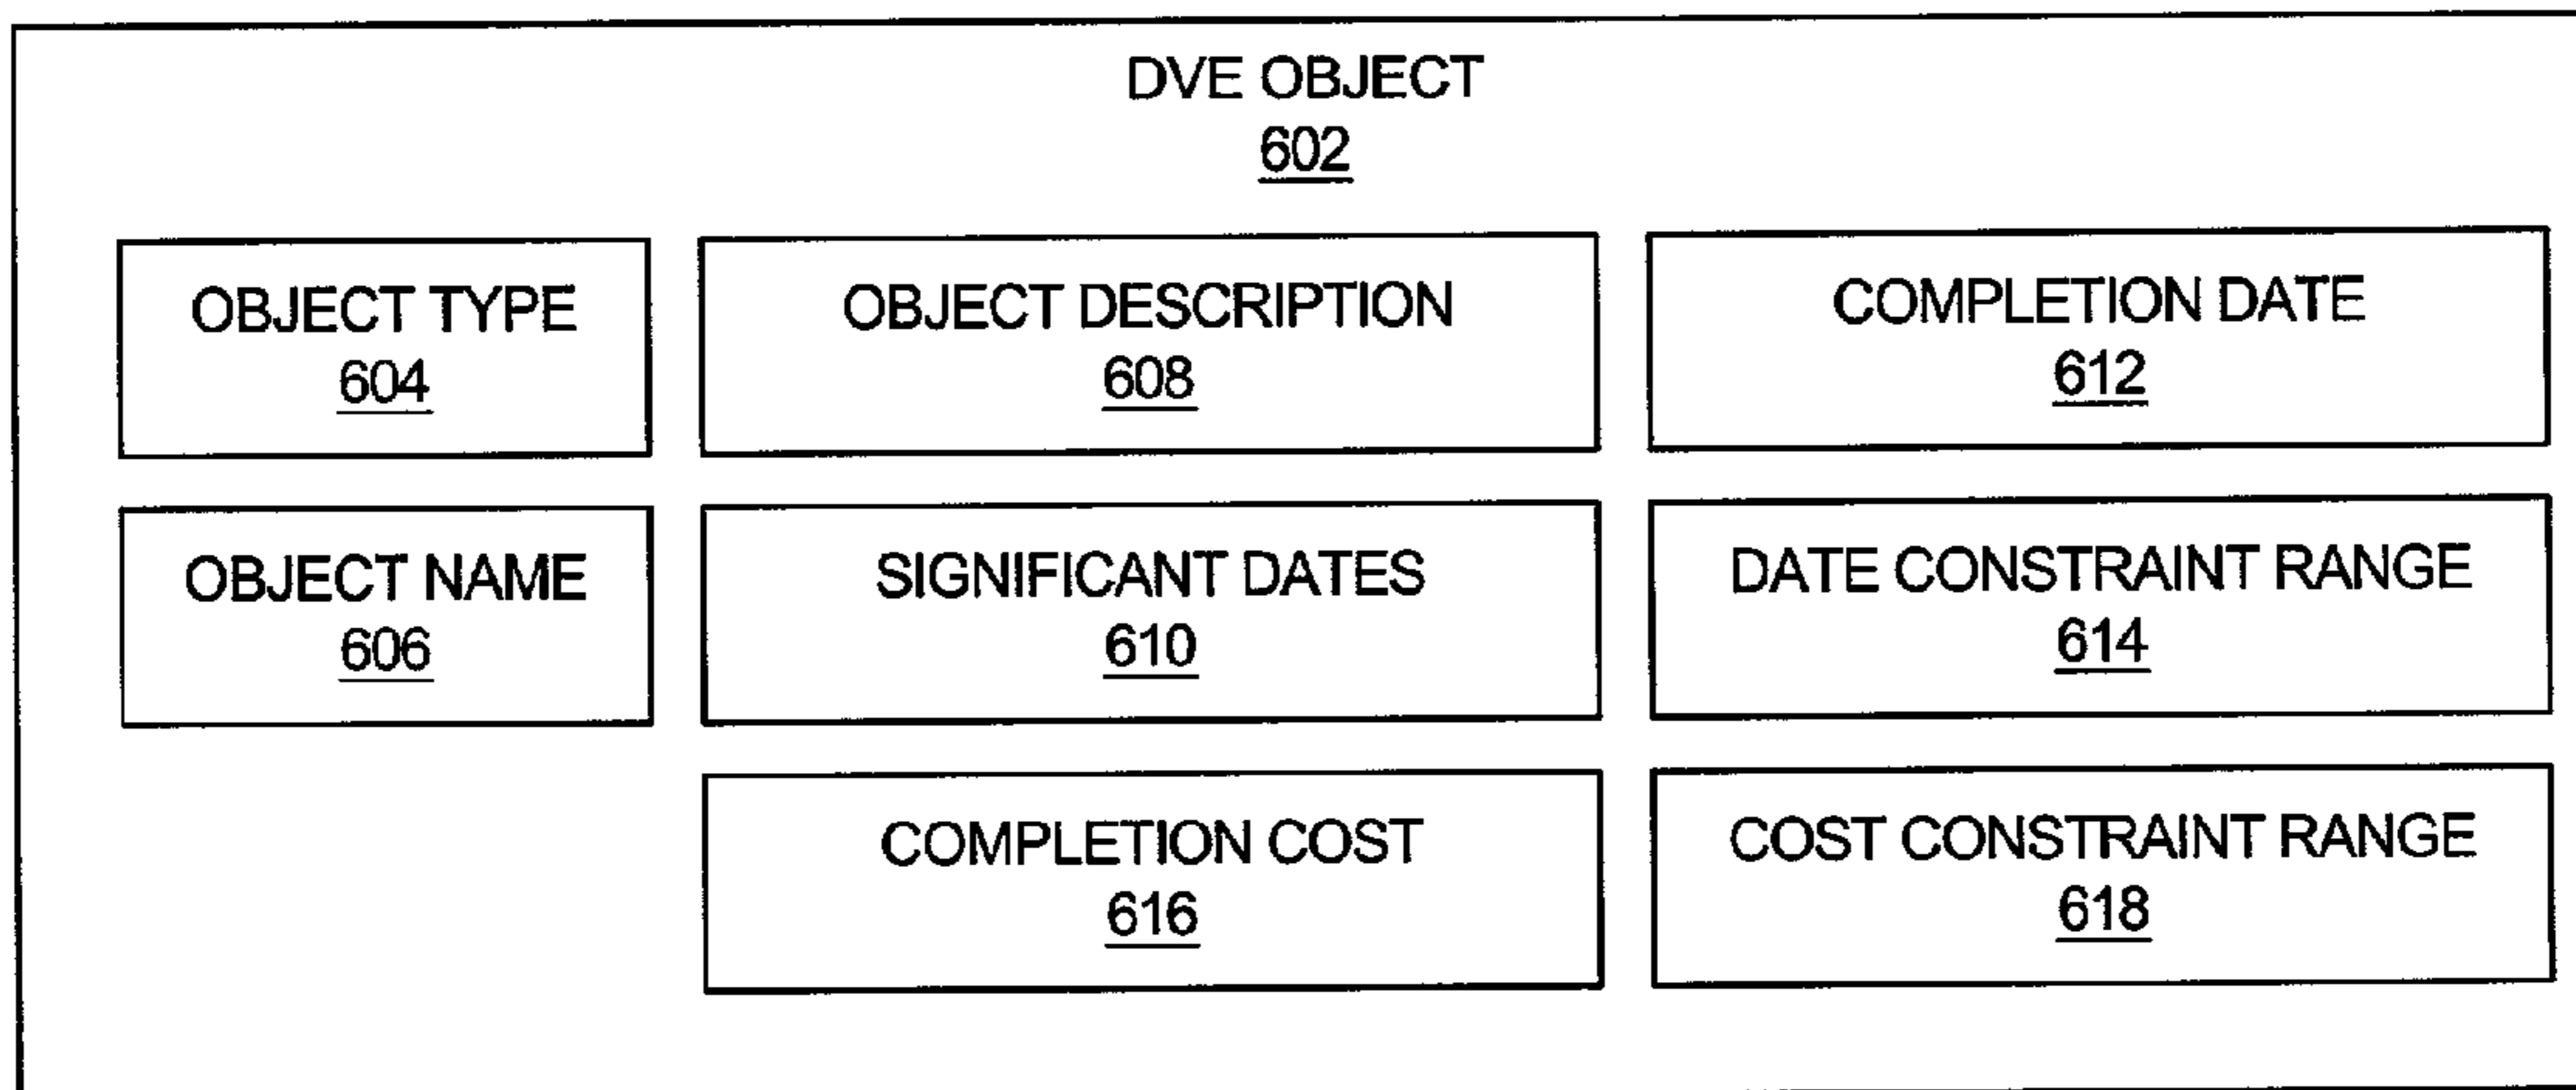 DVE OBJECT
602
OBJECT TYPE
604
OBJECT DESCRIPTION
608
COMPLETION DATE
612
OBJECT NAME
606
SIGNIFICANT DATES
610
DATE CONSTRAINT RANGE
614
COMPLETION COST
616
COST CONSTRAINT RANGE
618